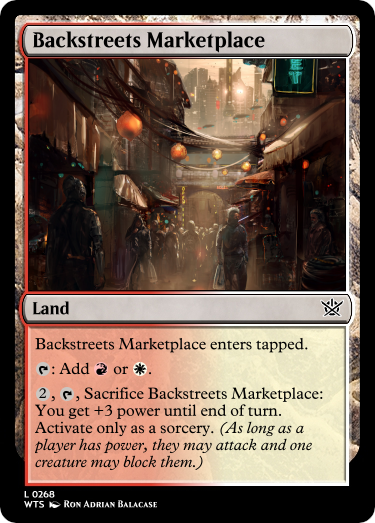 Backstreets Marketplace
Land
Backstreets Marketplace enters tapped.
: Add or .
2, , Sacrifice Backstreets Marketplace:
You get +3 power until end of turn.
Activate only as a sorcery. (As long as a
player has power, they may attack and one
creature may block them.)
L 0268
WTS Ron Adrian Balacase